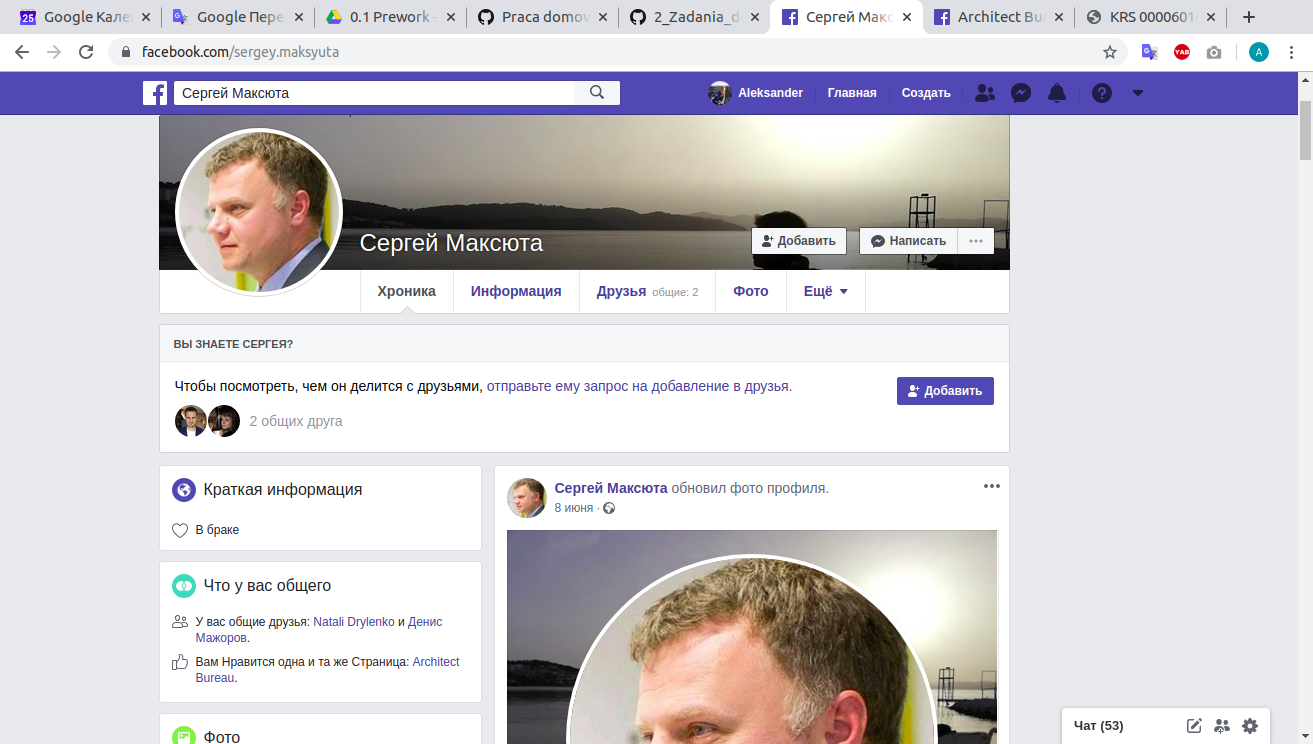 Google Кале
Google Пере
0.1 Prework -
Praca domow
2_Zadania_d
Сергей Макс
Architect Bu
KRS 0000601
facebook.com/sergey.maksyuta
YAB
A
Сергей Максюта
Aleksander
Главная
Создать
Сергей Максюта
Добавить
Написать
Хроника
Информация
Друзья общие: 2
Фото
Ещё
ВЫ ЗНАЕТЕ СЕРГЕЯ?
Чтобы посмотреть, чем он делится с друзьями, отправьте ему запрос на добавление в друзья.
Добавить
2 общих друга
Краткая информация
В браке
Что у вас общего
У вас общие друзья: Natali Drylenko и Денис
Мажоров.
Вам Нравится одна и та же Страница: Architect
Bureau.
Фото
Сергей Максюта обновил фото профиля.
8 июня ·
Чат (53)